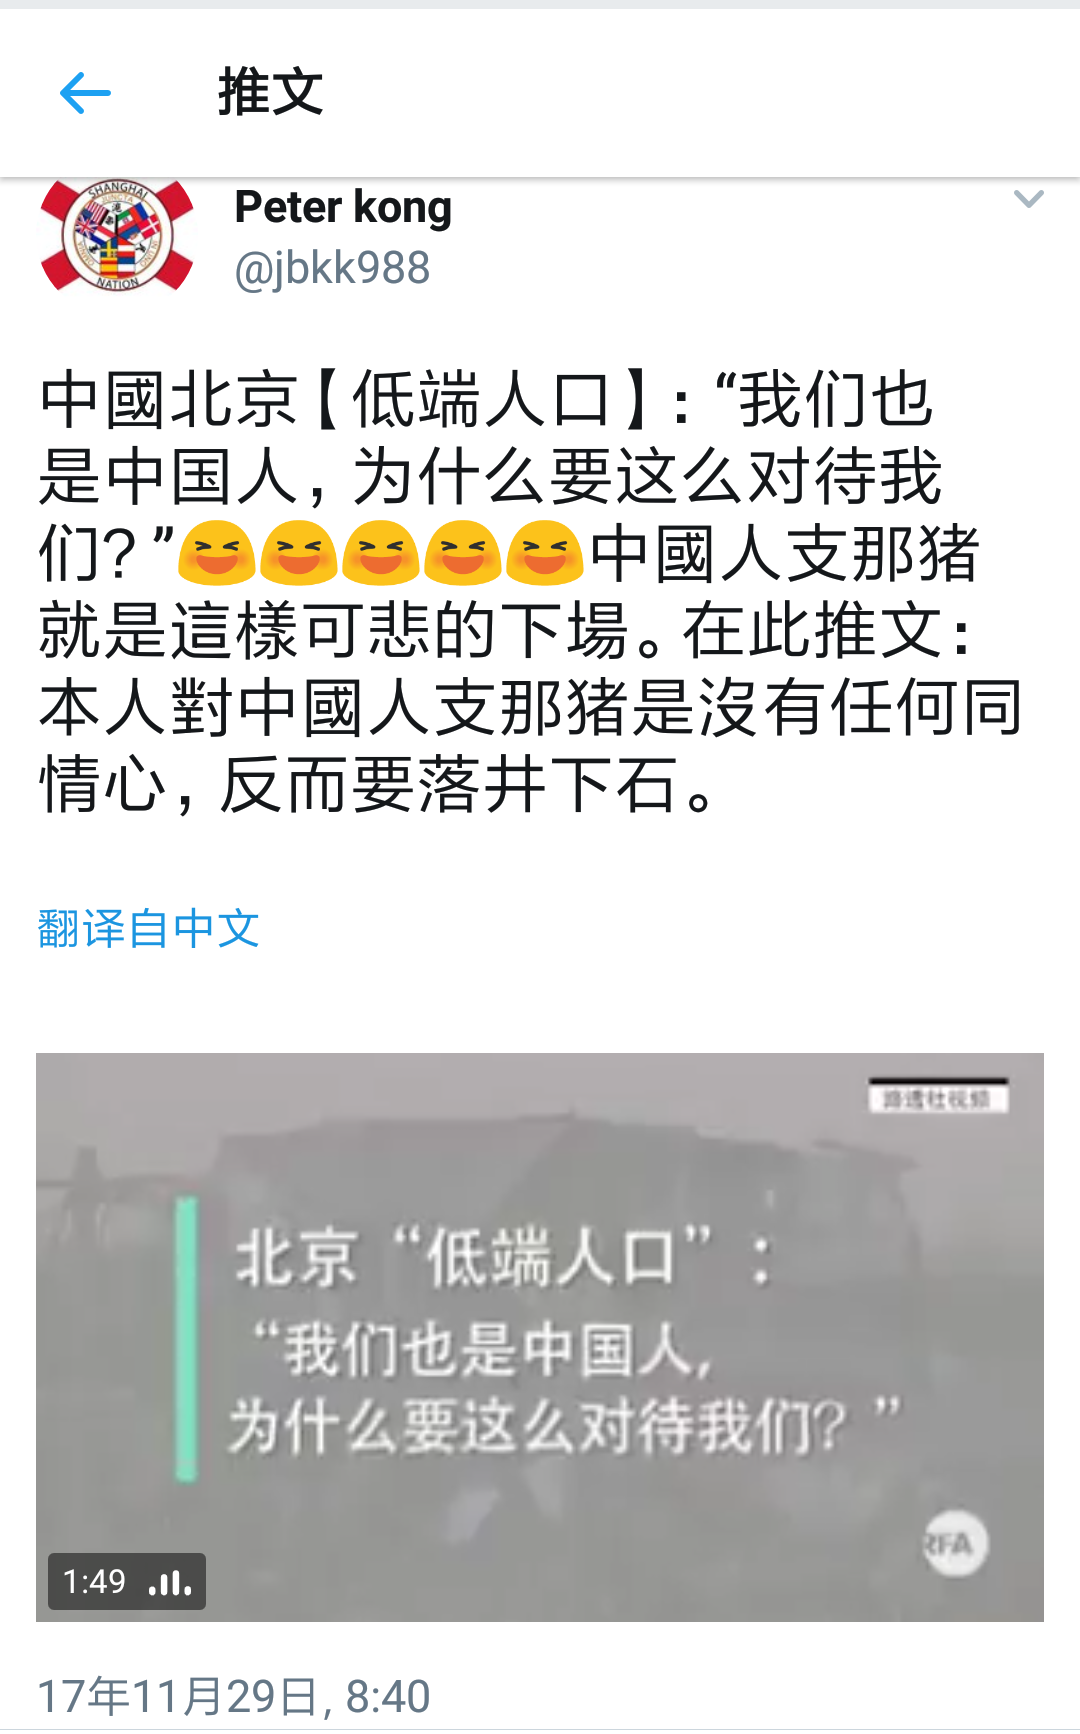 推文
SHANGHAI
NATION
Peter kong
@jbkk988
中國北京【低端人口】：“我们也
是中国人，为什么要这么对待我
们？”😆😆😆😆😆中國人支那猪
就是這樣可悲的下場。在此推文：
本人對中國人支那猪是沒有任何同
情心，反而要落井下石。
翻译自中文
路透社视频
北京“低端人口”：
“我们也是中国人，
为什么要这么对待我们？”
RFA
1:49
17年11月29日, 8:40